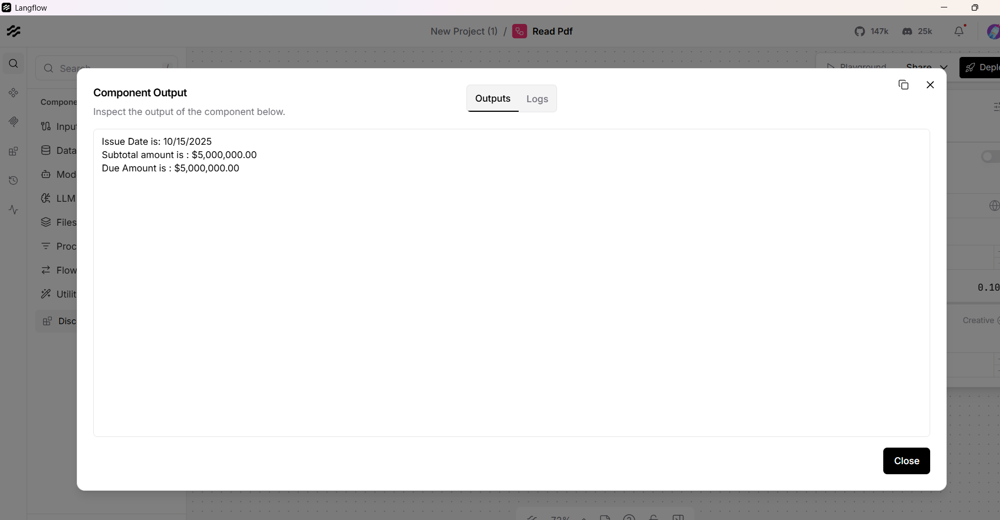 Langflow
New Project (1) / Read Pdf
147k
25k
Search
/
Playground
Share
Component Output
Inspect the output of the component below.
Outputs
Logs
Issue Date is: 10/15/2025
Subtotal amount is : $5,000,000.00
Due Amount is : $5,000,000.00
Compone
Input
Data
Mod
LLM
Files
Proc
Flow
Utilit
Disc
0.10
Creative
Close
72%